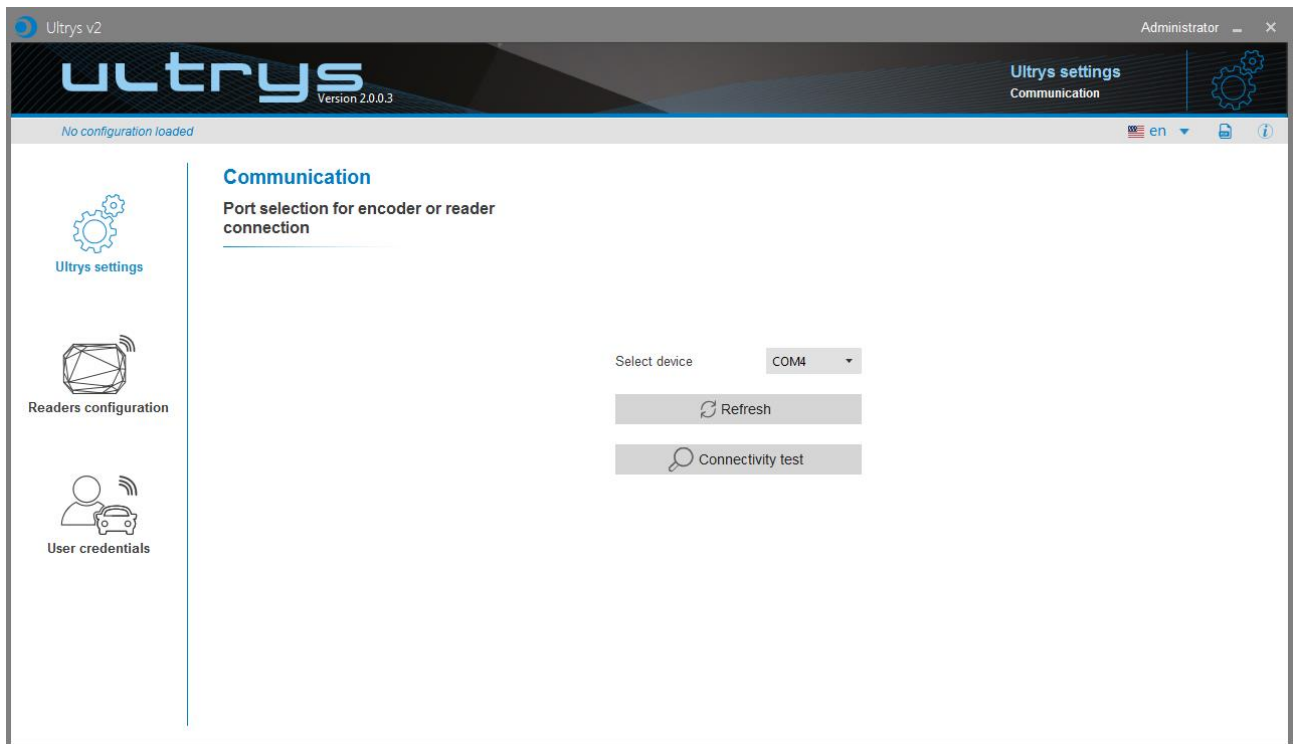 Ultrys v2
Administrator
ultrys
Version 2.0.0.3
Ultrys settings
Communication
No configuration loaded
en
Communication
Port selection for encoder or reader
connection
Ultrys settings
Readers configuration
User credentials
Select device COM4
Refresh
Connectivity test